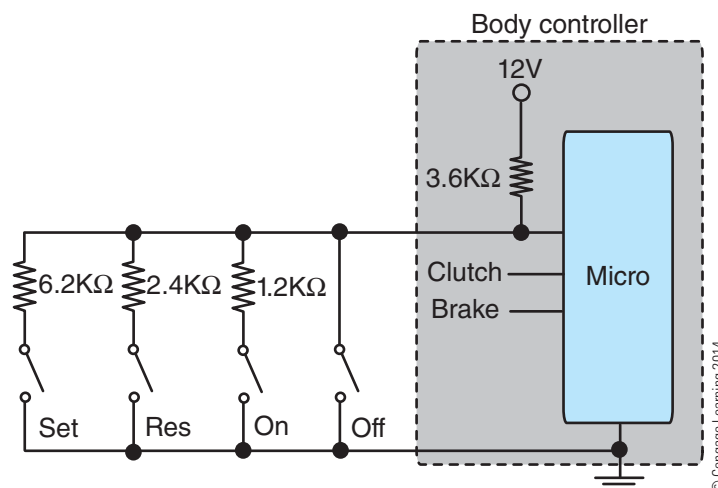 Body controller
12V
3.6KΩ
6.2KΩ 2.4KΩ 1.2KΩ
Clutch
Brake
Micro
Set Res On Off
© Cengage Learning 2014